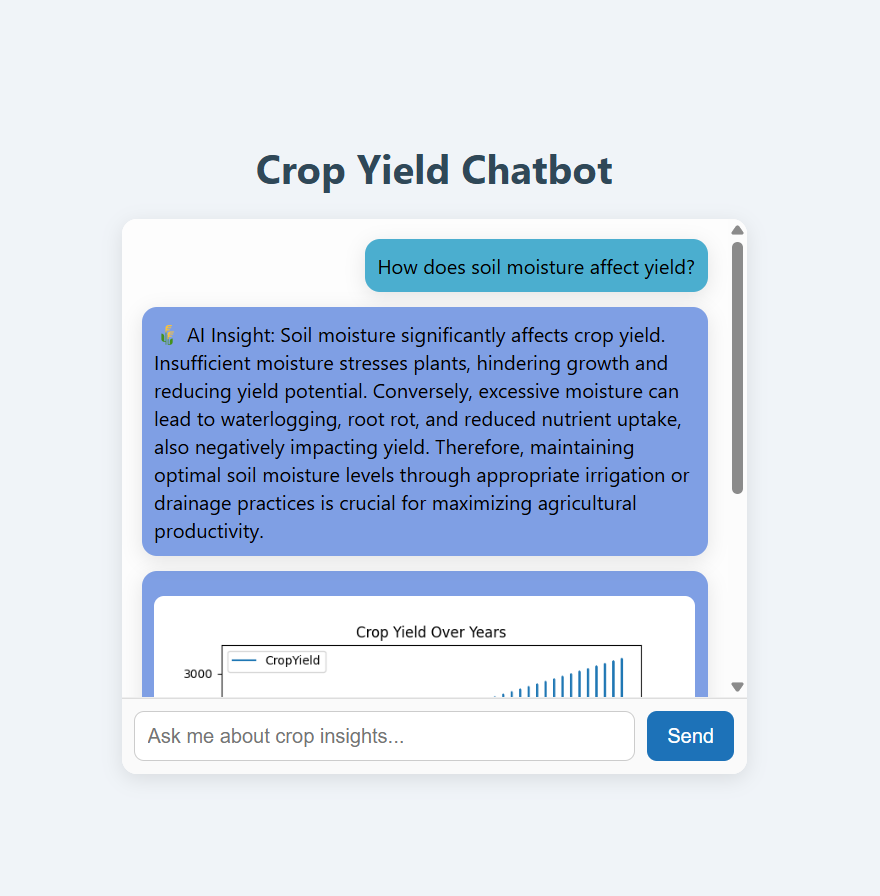 Crop Yield Chatbot
How does soil moisture affect yield?
🌾 AI Insight: Soil moisture significantly affects crop yield.
Insufficient moisture stresses plants, hindering growth and
reducing yield potential. Conversely, excessive moisture can
lead to waterlogging, root rot, and reduced nutrient uptake,
also negatively impacting yield. Therefore, maintaining
optimal soil moisture levels through appropriate irrigation or
drainage practices is crucial for maximizing agricultural
productivity.
Crop Yield Over Years
CropYield
3000
Ask me about crop insights...
Send